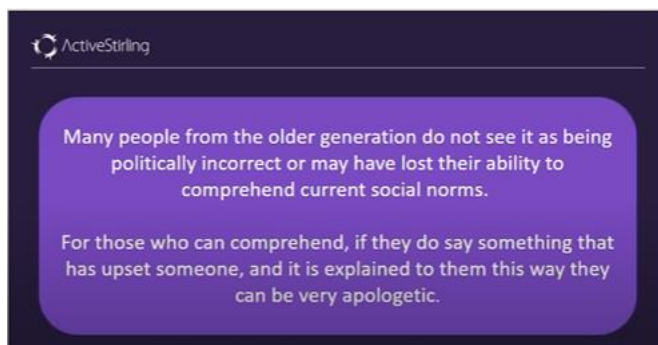 ActiveStirling
Many people from the older generation do not see it as being
politically incorrect or may have lost their ability to
comprehend current social norms.
For those who can comprehend, if they do say something that
has upset someone, and it is explained to them this way they
can be very apologetic.